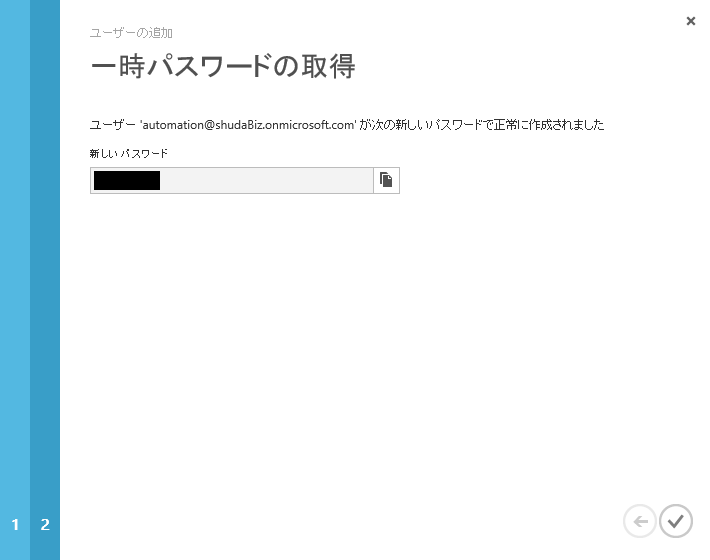 ユーザーの追加
一時パスワードの取得
ユーザー 'automation@shudaBiz.onmicrosoft.com' が次の新しいパスワードで正常に作成されました
新しいパスワード
1 2